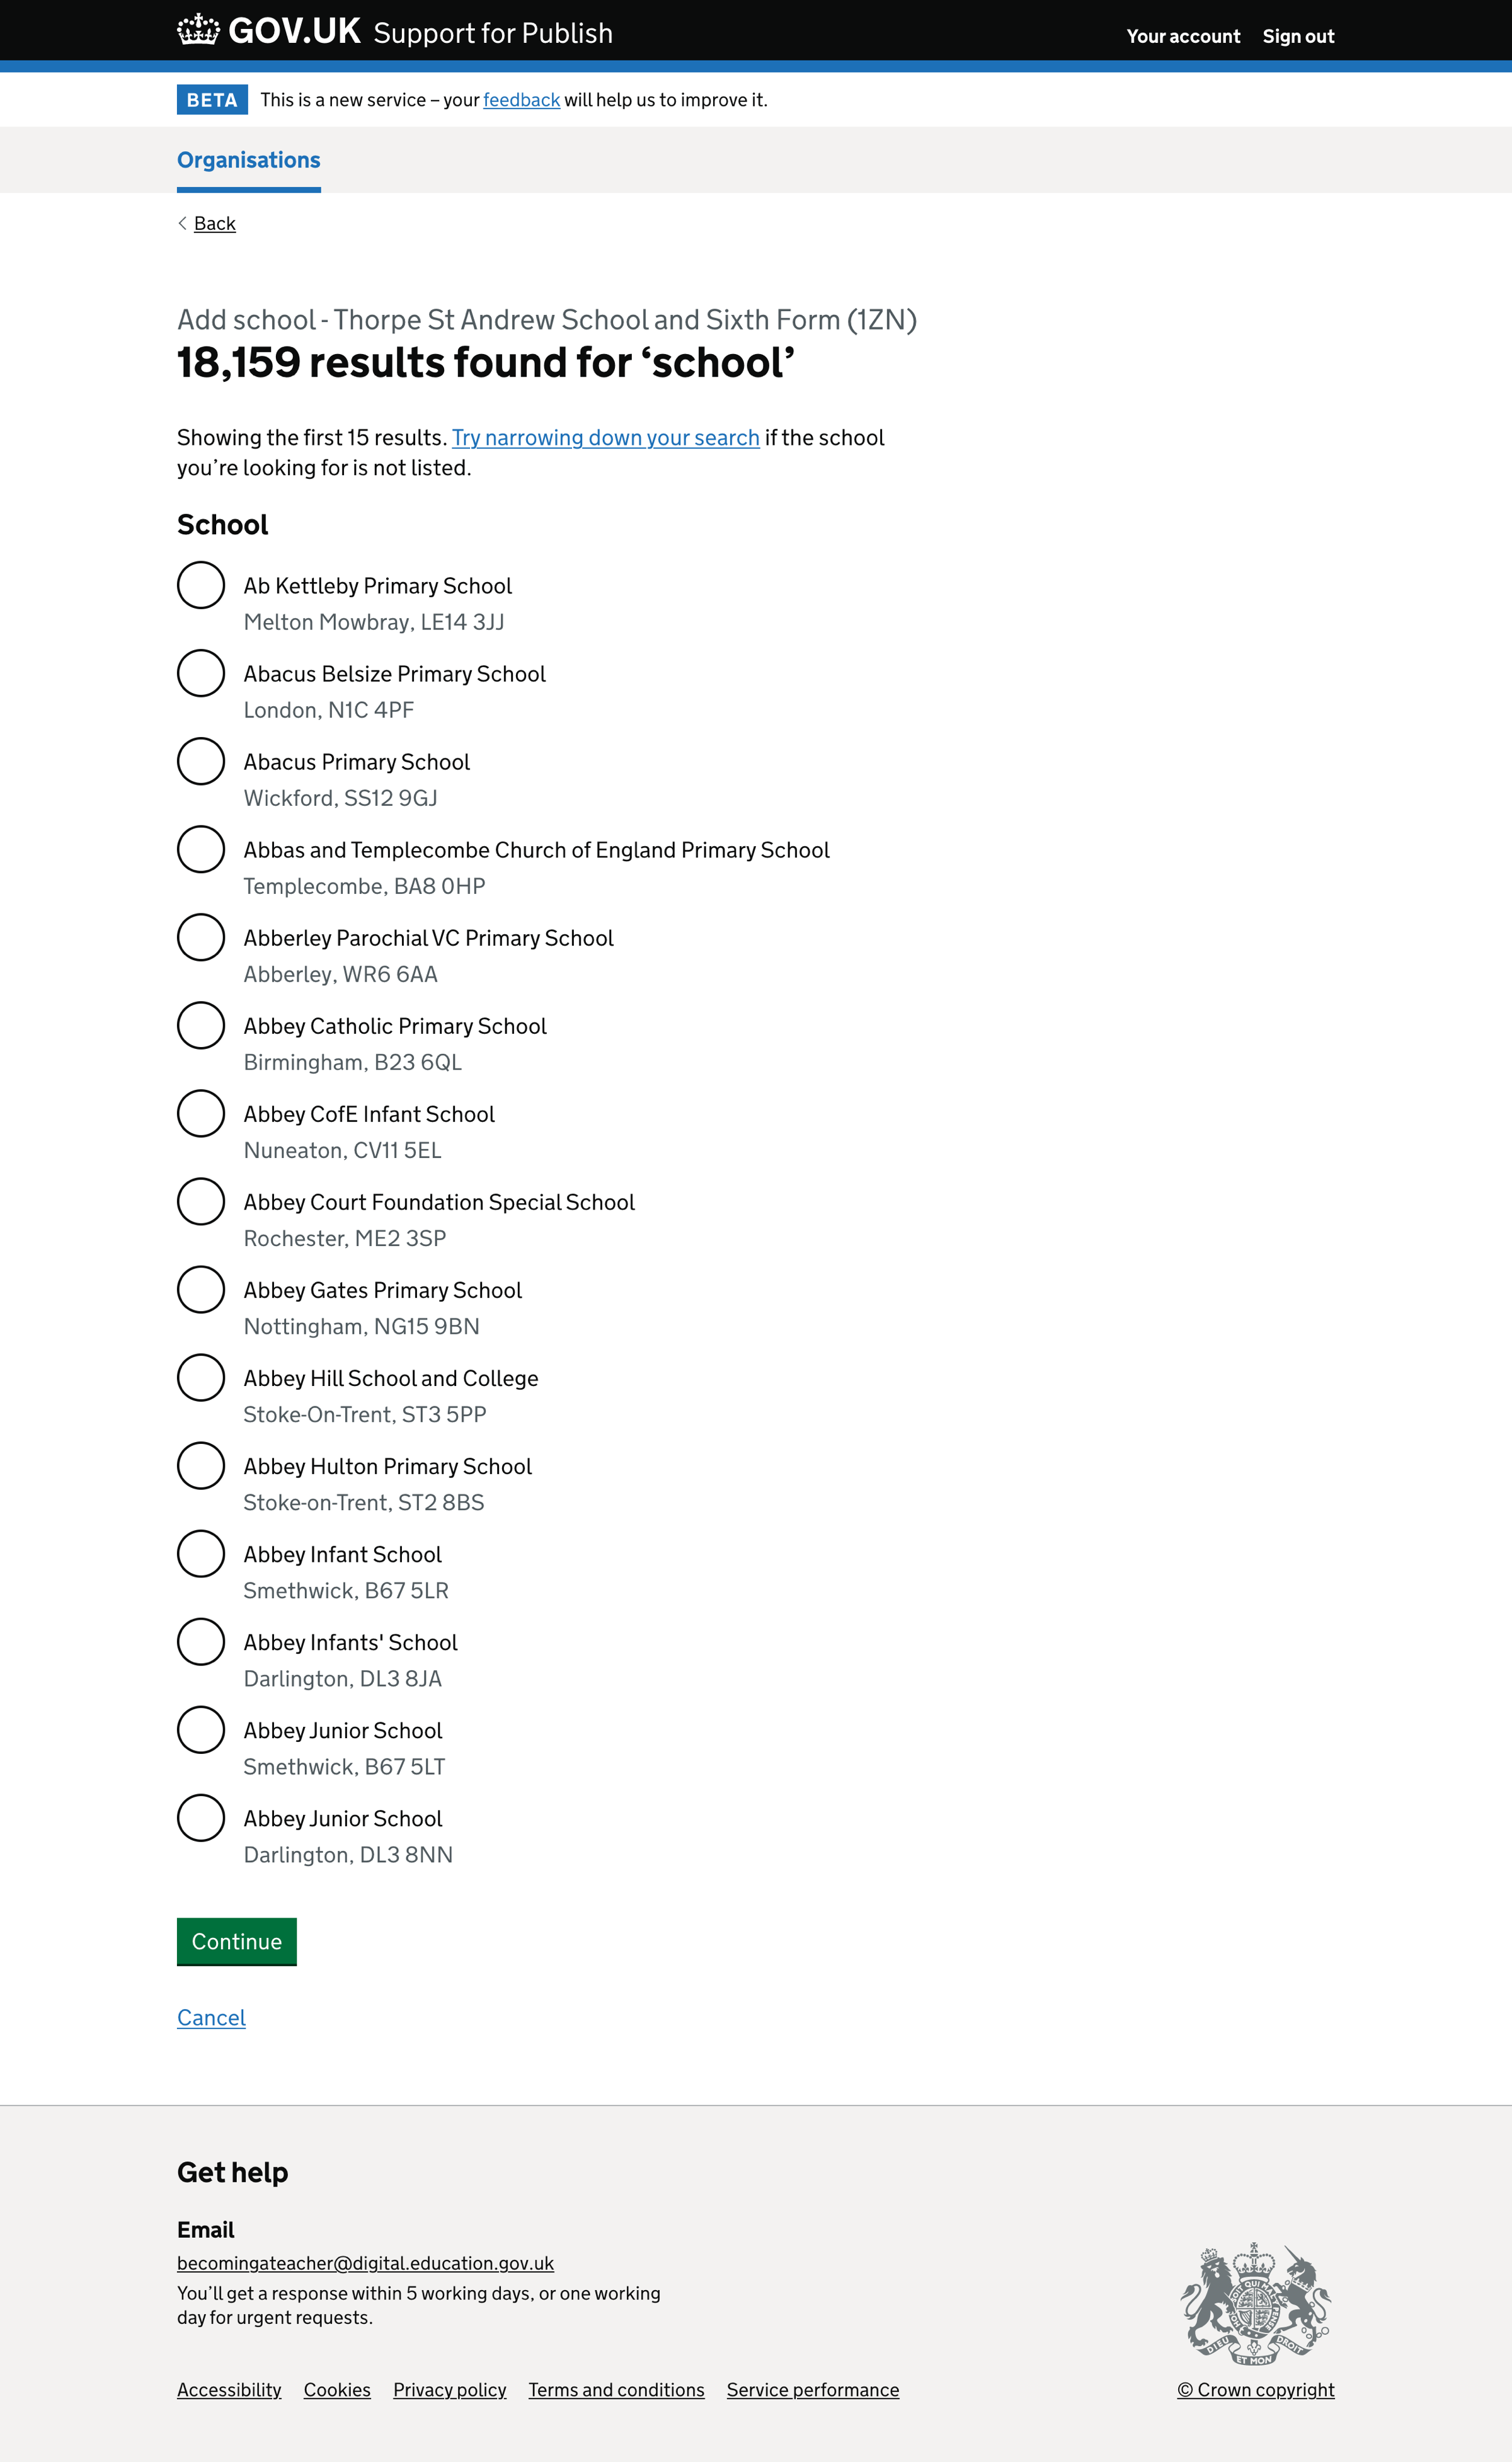 GOV.UK Support for Publish
Your account Sign out
BETA This is a new service – your feedback will help us to improve it.
Organisations
Back
Add school - Thorpe St Andrew School and Sixth Form (1ZN)
18,159 results found for ‘school’
Showing the first 15 results. Try narrowing down your search if the school
you’re looking for is not listed.
School
Ab Kettleby Primary School
Melton Mowbray, LE14 3JJ
Abacus Belsize Primary School
London, N1C 4PF
Abacus Primary School
Wickford, SS12 9GJ
Abbas and Templecombe Church of England Primary School
Templecombe, BA8 0HP
Abberley Parochial VC Primary School
Abberley, WR6 6AA
Abbey Catholic Primary School
Birmingham, B23 6QL
Abbey CofE Infant School
Nuneaton, CV11 5EL
Abbey Court Foundation Special School
Rochester, ME2 3SP
Abbey Gates Primary School
Nottingham, NG15 9BN
Abbey Hill School and College
Stoke-On-Trent, ST3 5PP
Abbey Hulton Primary School
Stoke-on-Trent, ST2 8BS
Abbey Infant School
Smethwick, B67 5LR
Abbey Infants' School
Darlington, DL3 8JA
Abbey Junior School
Smethwick, B67 5LT
Abbey Junior School
Darlington, DL3 8NN
Continue
Cancel
Get help
Email
becomingateacher@digital.education.gov.uk
You’ll get a response within 5 working days, or one working
day for urgent requests.
DIEU ET MON DROIT
Accessibility Cookies Privacy policy Terms and conditions Service performance
© Crown copyright